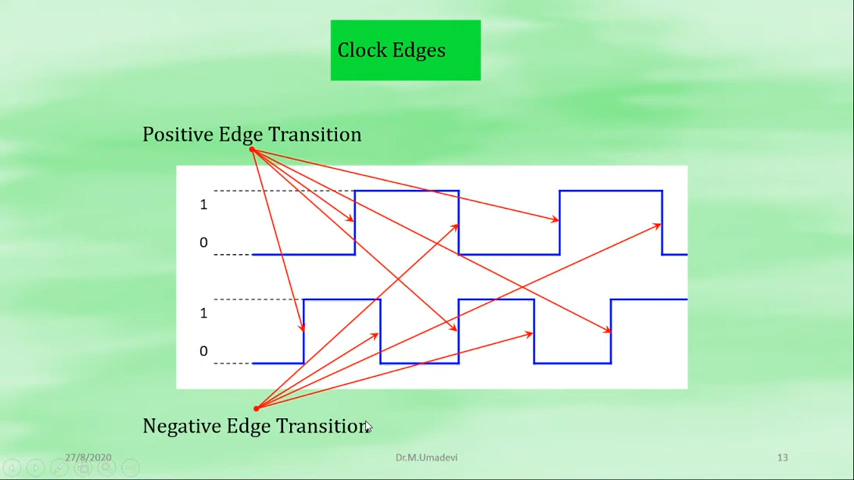 Clock Edges
Positive Edge Transition
1
0
1
0
Negative Edge Transition
27/8/2020
Dr.M.Umadevi
13